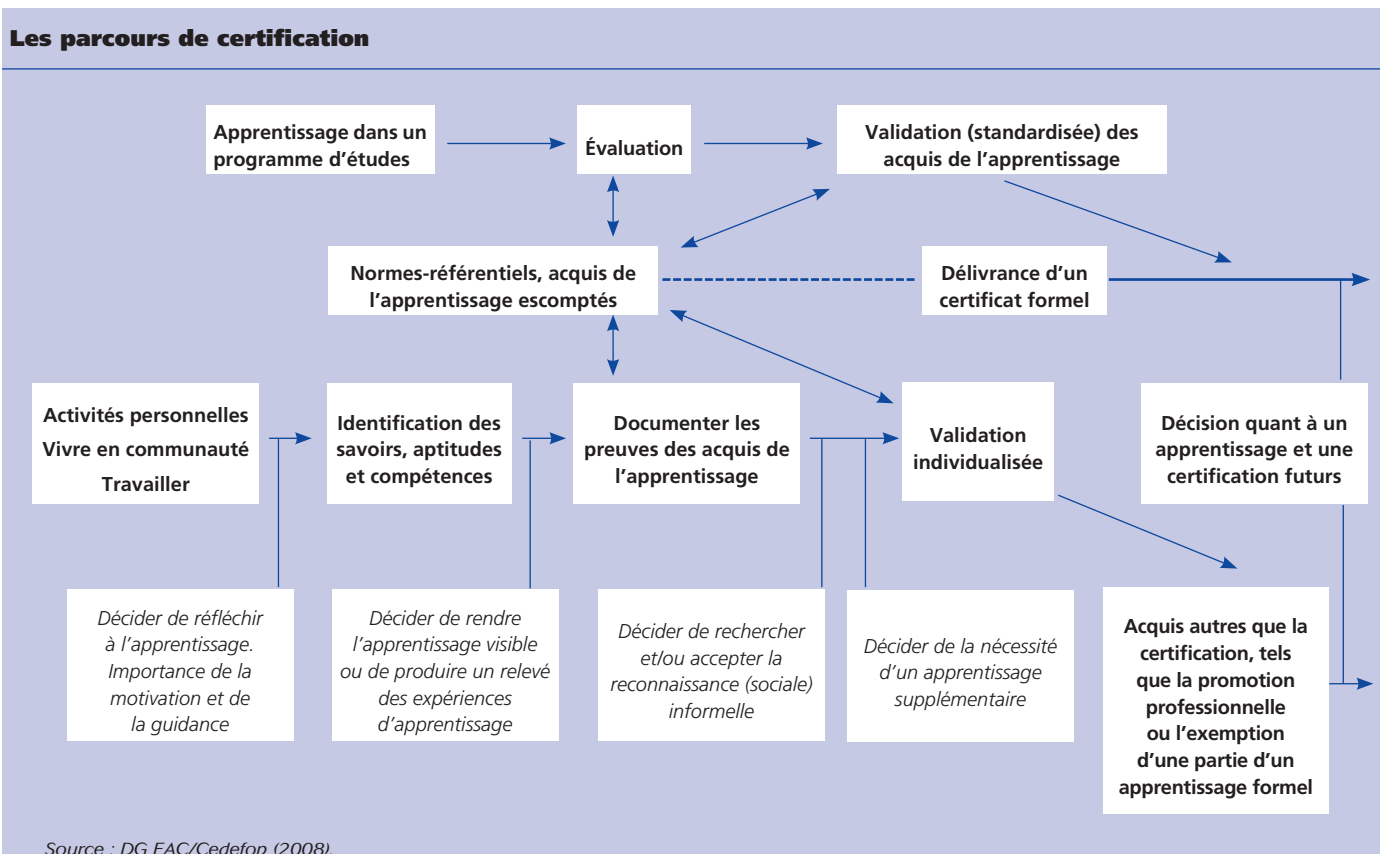 Les parcours de certification
Apprentissage dans un
programme d'études
Évaluation
Validation (standardisée) des
acquis de l'apprentissage
Normes-référentiels, acquis de
l'apprentissage escomptés
Délivrance d'un
certificat formel
Activités personnelles
Vivre en communauté
Travailler
Identification des
savoirs, aptitudes
et compétences
Documenter les
preuves des acquis de
l'apprentissage
Validation
individualisée
Décision quant à un
apprentissage et une
certification futurs
Décider de réfléchir
à l'apprentissage.
Importance de la
motivation et de
la guidance
Décider de rendre
l'apprentissage visible
ou de produire un relevé
des expériences
d'apprentissage
Décider de rechercher
et/ou accepter la
reconnaissance (sociale)
informelle
Décider de la nécessité
d'un apprentissage
supplémentaire
Acquis autres que la
certification, tels
que la promotion
professionnelle
ou l'exemption
d'une partie d'un
apprentissage formel
Source : DG EAC/Cedefop (2008).